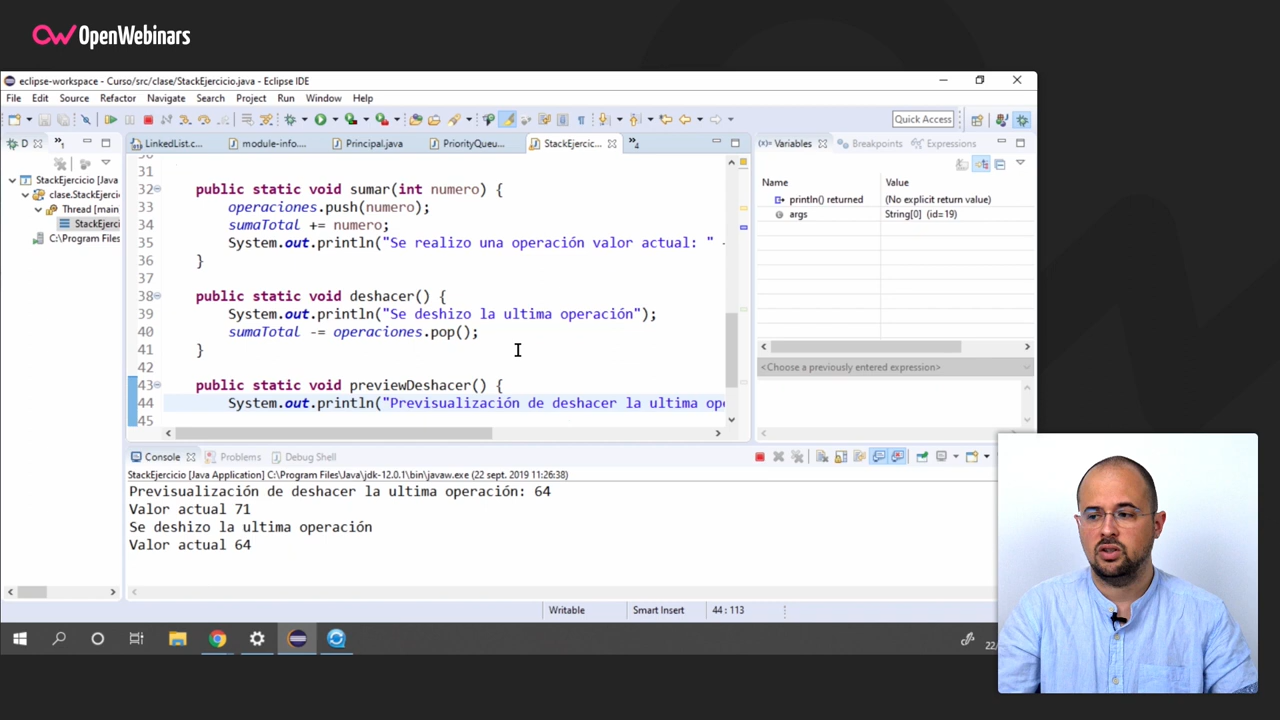 OpenWebinars
eclipse-workspace - Curso/src/clase/StackEjercicio.java - Eclipse IDE
File Edit Source Refactor Navigate Search Project Run Window Help
Quick Access
D
LinkedList.c... module-info.... Principal.java PriorityQueu... StackEjercic... 4
Variables Breakpoints Expressions
StackEjercicio [Java
clase.StackEjercic
Thread [main
StackEjerci
C:\Program Files
31
32 public static void sumar(int numero) {
33 operaciones.push(numero);
34 sumaTotal += numero;
35 System.out.println("Se realizo una operación valor actual: "
36 }
37
38 public static void deshacer() {
39 System.out.println("Se deshizo la ultima operación");
40 sumaTotal -= operaciones.pop();
41 }
42
43 public static void previewDeshacer() {
44 System.out.println("Previsualización de deshacer la ultima ope
45
Name Value
println() returned (No explicit return value)
args String[0] (id=19)
<Choose a previously entered expression>
Console Problems Debug Shell
StackEjercicio [Java Application] C:\Program Files\Java\jdk-12.0.1\bin\javaw.exe (22 sept. 2019 11:26:38)
Previsualización de deshacer la ultima operación: 64
Valor actual 71
Se deshizo la ultima operación
Valor actual 64
Writable Smart Insert 44 : 113
22/